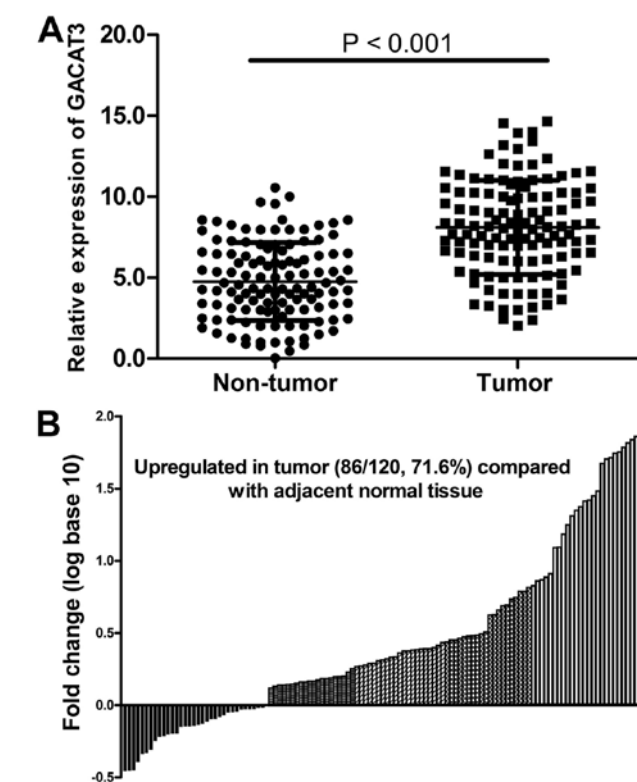 A
Relative expression of GACAT3
20.0
15.0
10.0
5.0
0.0
P < 0.001
Non-tumor
Tumor
B
Fold change (log base 10)
2.0
1.5
1.0
0.5
0.0
-0.5
Upregulated in tumor (86/120, 71.6%) compared
with adjacent normal tissue